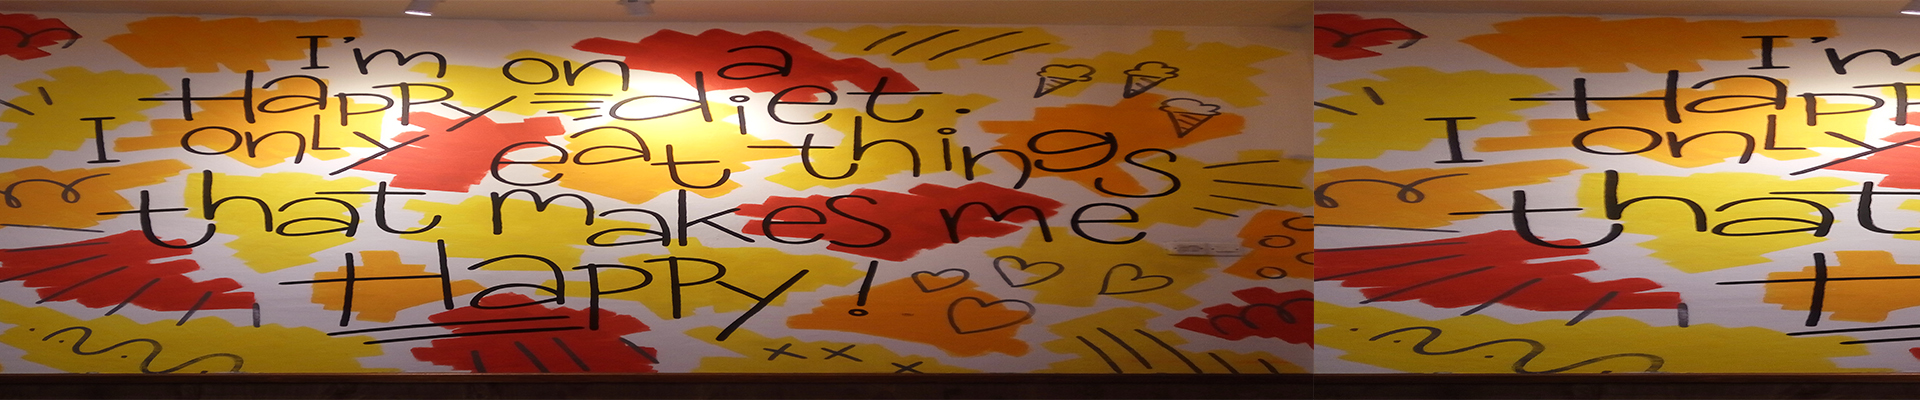 I'm on a
Happy diet.
I only eat things
that makes me
Happy!
I'm
Happ
I only
that